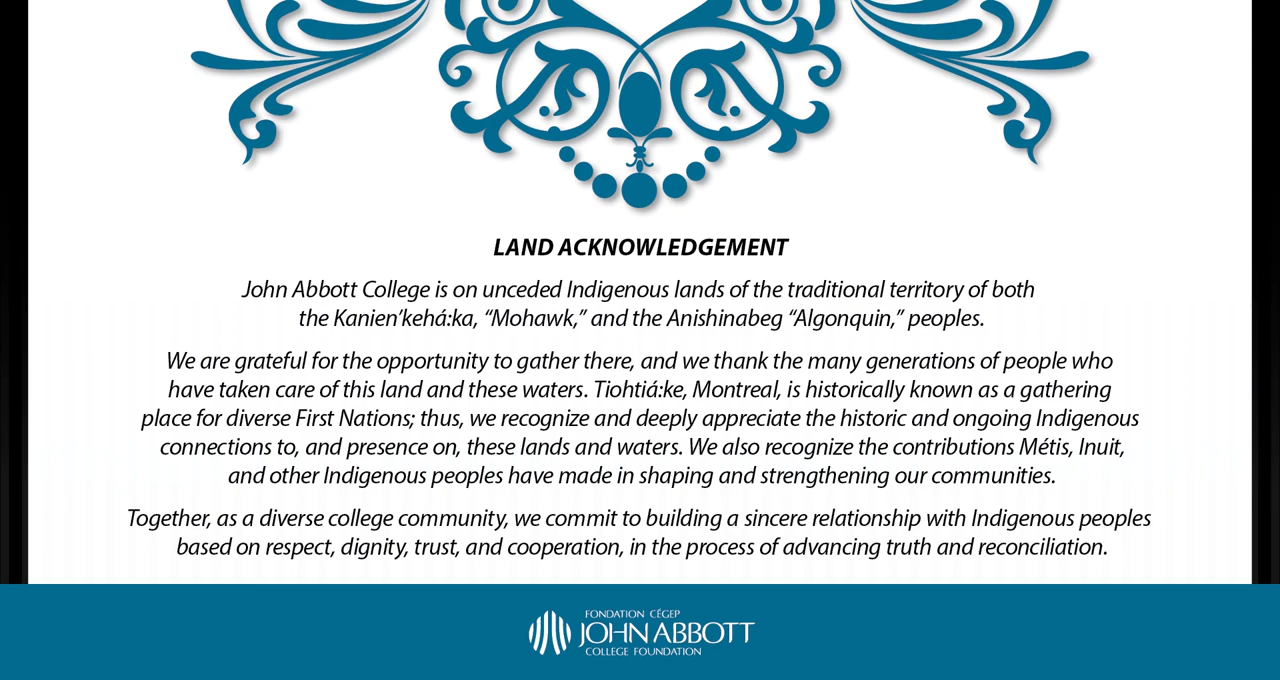 LAND ACKNOWLEDGEMENT
John Abbott College is on unceded Indigenous lands of the traditional territory of both
the Kanien’kehá:ka, “Mohawk,” and the Anishinabeg “Algonquin,” peoples.
We are grateful for the opportunity to gather there, and we thank the many generations of people who
have taken care of this land and these waters. Tiohtiá:ke, Montreal, is historically known as a gathering
place for diverse First Nations; thus, we recognize and deeply appreciate the historic and ongoing Indigenous
connections to, and presence on, these lands and waters. We also recognize the contributions Métis, Inuit,
and other Indigenous peoples have made in shaping and strengthening our communities.
Together, as a diverse college community, we commit to building a sincere relationship with Indigenous peoples
based on respect, dignity, trust, and cooperation, in the process of advancing truth and reconciliation.
FONDATION CÉGEP
JOHN ABBOTT
COLLEGE FOUNDATION